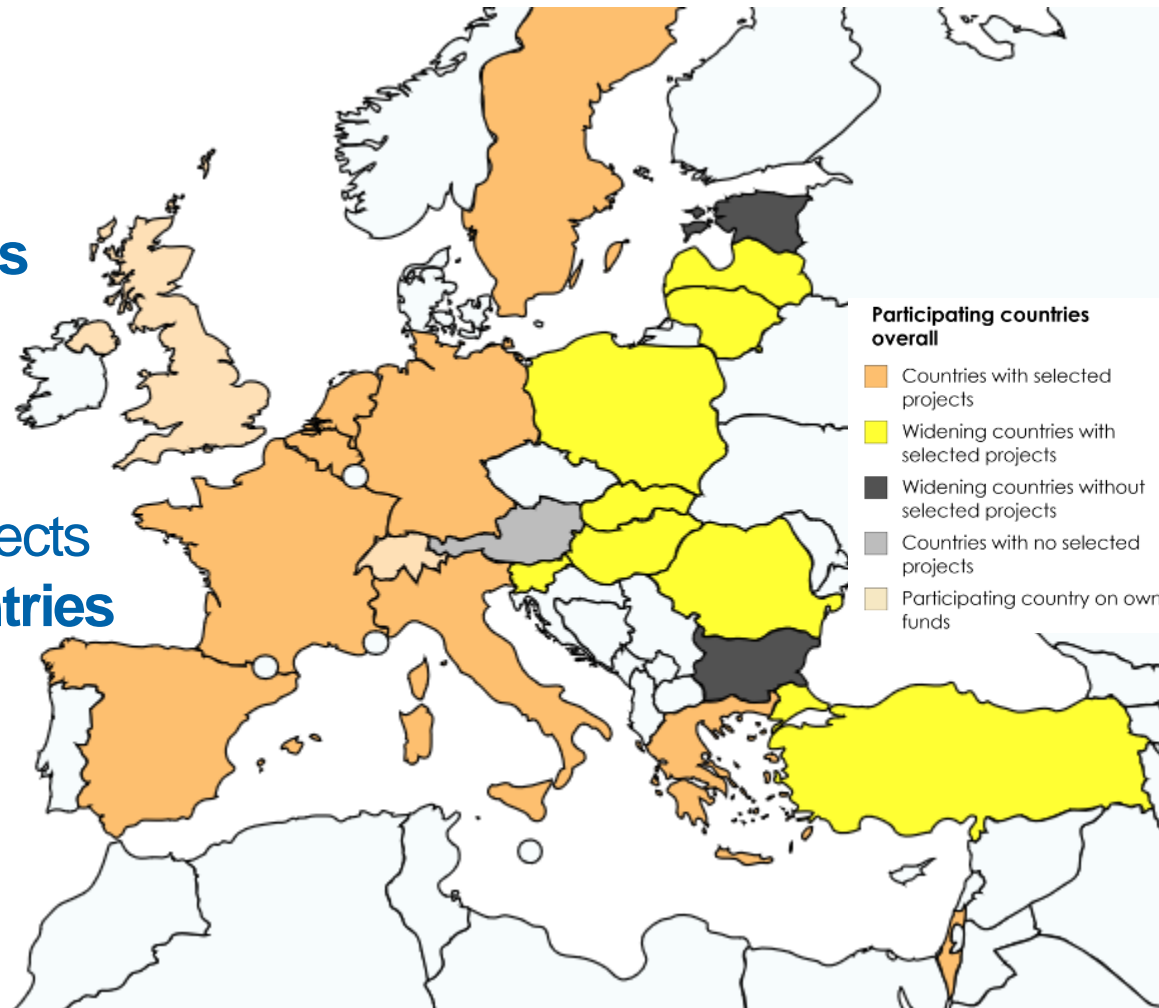 s
ects
ntries
Participating countries
overall
Countries with selected
projects
Widening countries with
selected projects
Widening countries without
selected projects
Countries with no selected
projects
Participating country on own
funds